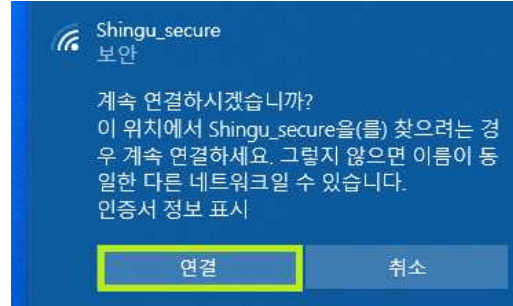 Shingu_secure
보안
계속 연결하시겠습니까?
이 위치에서 Shingu_secure을(를) 찾으려는 경
우 계속 연결하세요. 그렇지 않으면 이름이 동
일한 다른 네트워크일 수 있습니다.
인증서 정보 표시
연결 취소